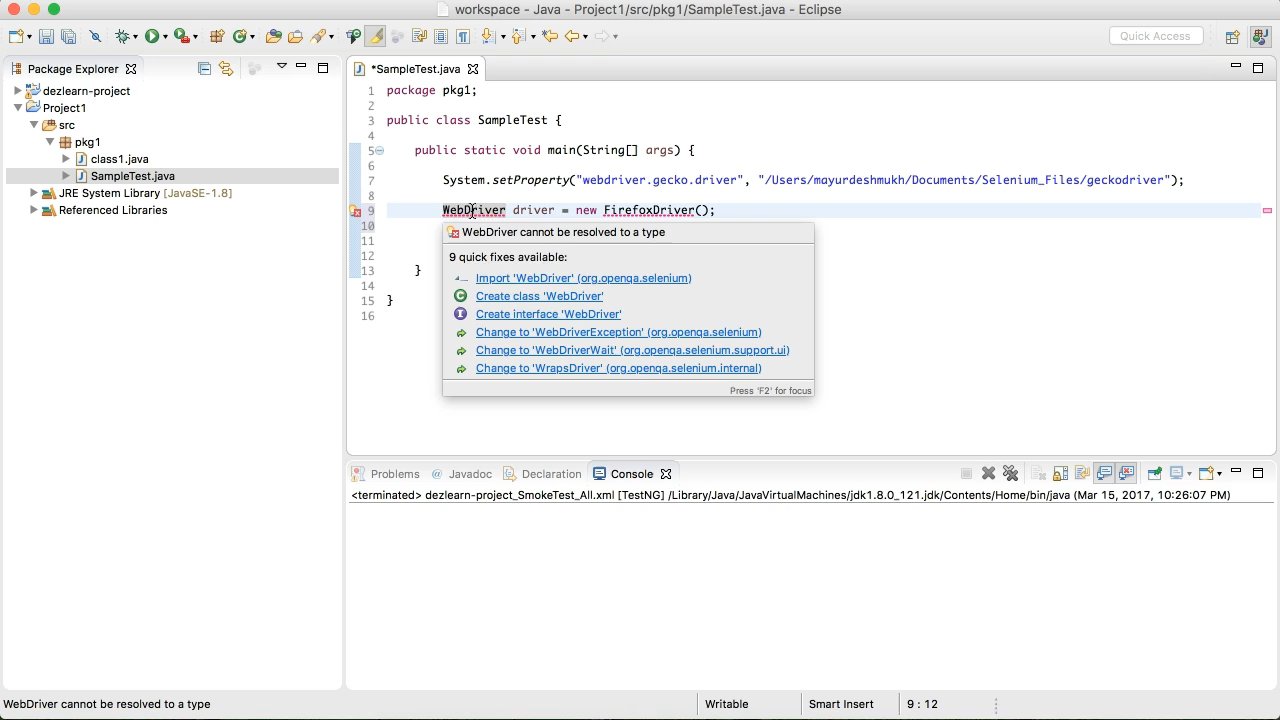 workspace - Java - Project1/src/pkg1/SampleTest.java - Eclipse
Quick Access
Package Explorer
dezlearn-project
Project1
src
pkg1
class1.java
SampleTest.java
JRE System Library [JavaSE-1.8]
Referenced Libraries
*SampleTest.java
1 package pkg1;
2
3 public class SampleTest {
4
5 public static void main(String[] args) {
6
7 System.setProperty("webdriver.gecko.driver", "/Users/mayurdeshmukh/Documents/Selenium_Files/geckodriver");
8
9 WebDriver driver = new FirefoxDriver();
10
11
12
13 }
14
15 }
16
WebDriver cannot be resolved to a type
9 quick fixes available:
Import 'WebDriver' (org.openqa.selenium)
Create class 'WebDriver'
Create interface 'WebDriver'
Change to 'WebDriverException' (org.openqa.selenium)
Change to 'WebDriverWait' (org.openqa.selenium.support.ui)
Change to 'WrapsDriver' (org.openqa.selenium.internal)
Press 'F2' for focus
Problems @ Javadoc Declaration Console
<terminated> dezlearn-project_SmokeTest_All.xml [TestNG] /Library/Java/JavaVirtualMachines/jdk1.8.0_121.jdk/Contents/Home/bin/java (Mar 15, 2017, 10:26:07 PM)
WebDriver cannot be resolved to a type
Writable
Smart Insert
9 : 12